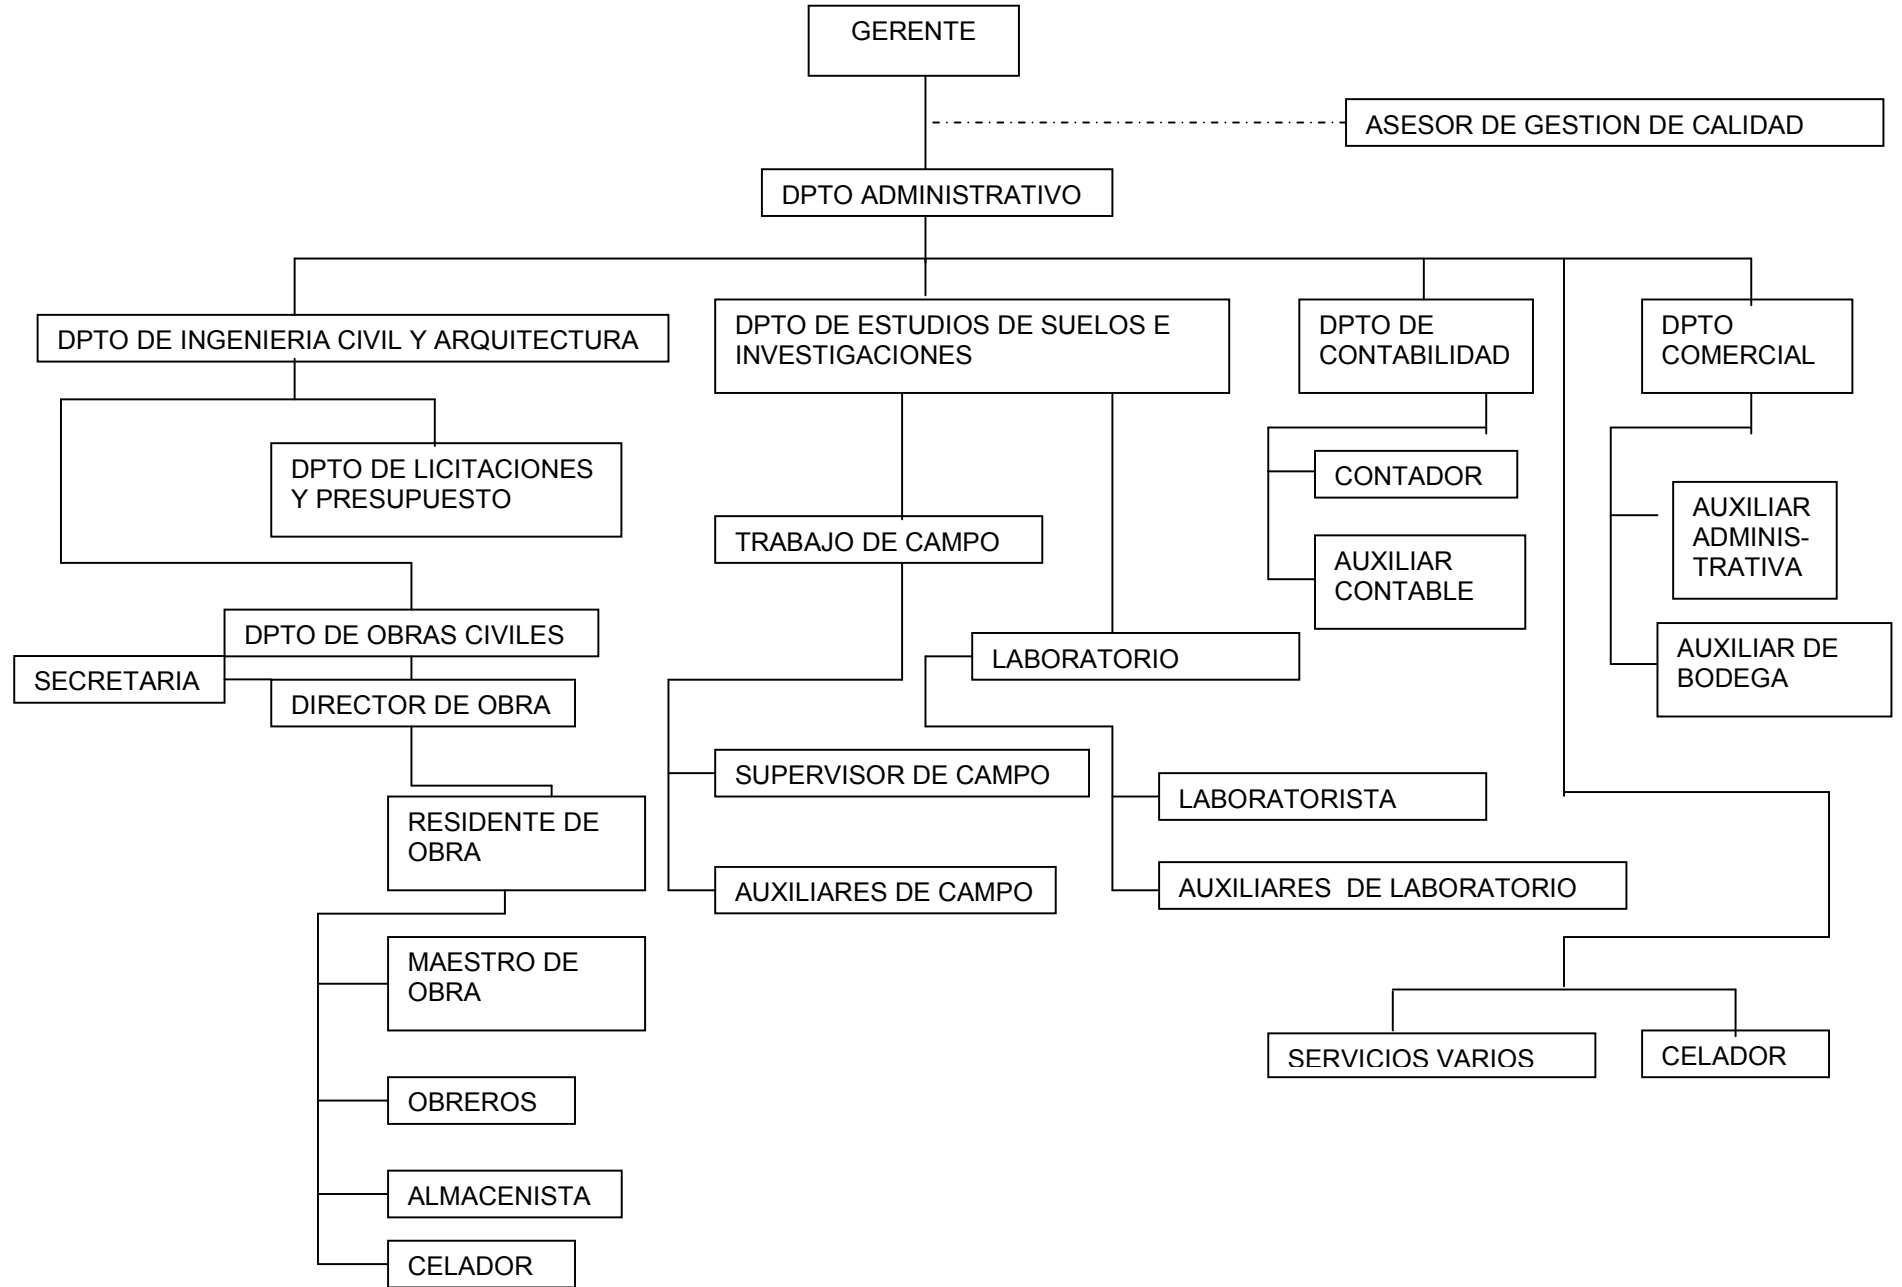 GERENTE
ASESOR DE GESTION DE CALIDAD
DPTO ADMINISTRATIVO
DPTO DE INGENIERIA CIVIL Y ARQUITECTURA
DPTO DE ESTUDIOS DE SUELOS E
INVESTIGACIONES
DPTO DE
CONTABILIDAD
DPTO
COMERCIAL
DPTO DE LICITACIONES
Y PRESUPUESTO
CONTADOR
AUXILIAR
ADMINIS-
TRATIVA
TRABAJO DE CAMPO
AUXILIAR
CONTABLE
DPTO DE OBRAS CIVILES
LABORATORIO
AUXILIAR DE
BODEGA
SECRETARIA
DIRECTOR DE OBRA
SUPERVISOR DE CAMPO
LABORATORISTA
RESIDENTE DE
OBRA
AUXILIARES DE CAMPO
AUXILIARES  DE LABORATORIO
MAESTRO DE
OBRA
SERVICIOS VARIOS
CELADOR
OBREROS
ALMACENISTA
CELADOR